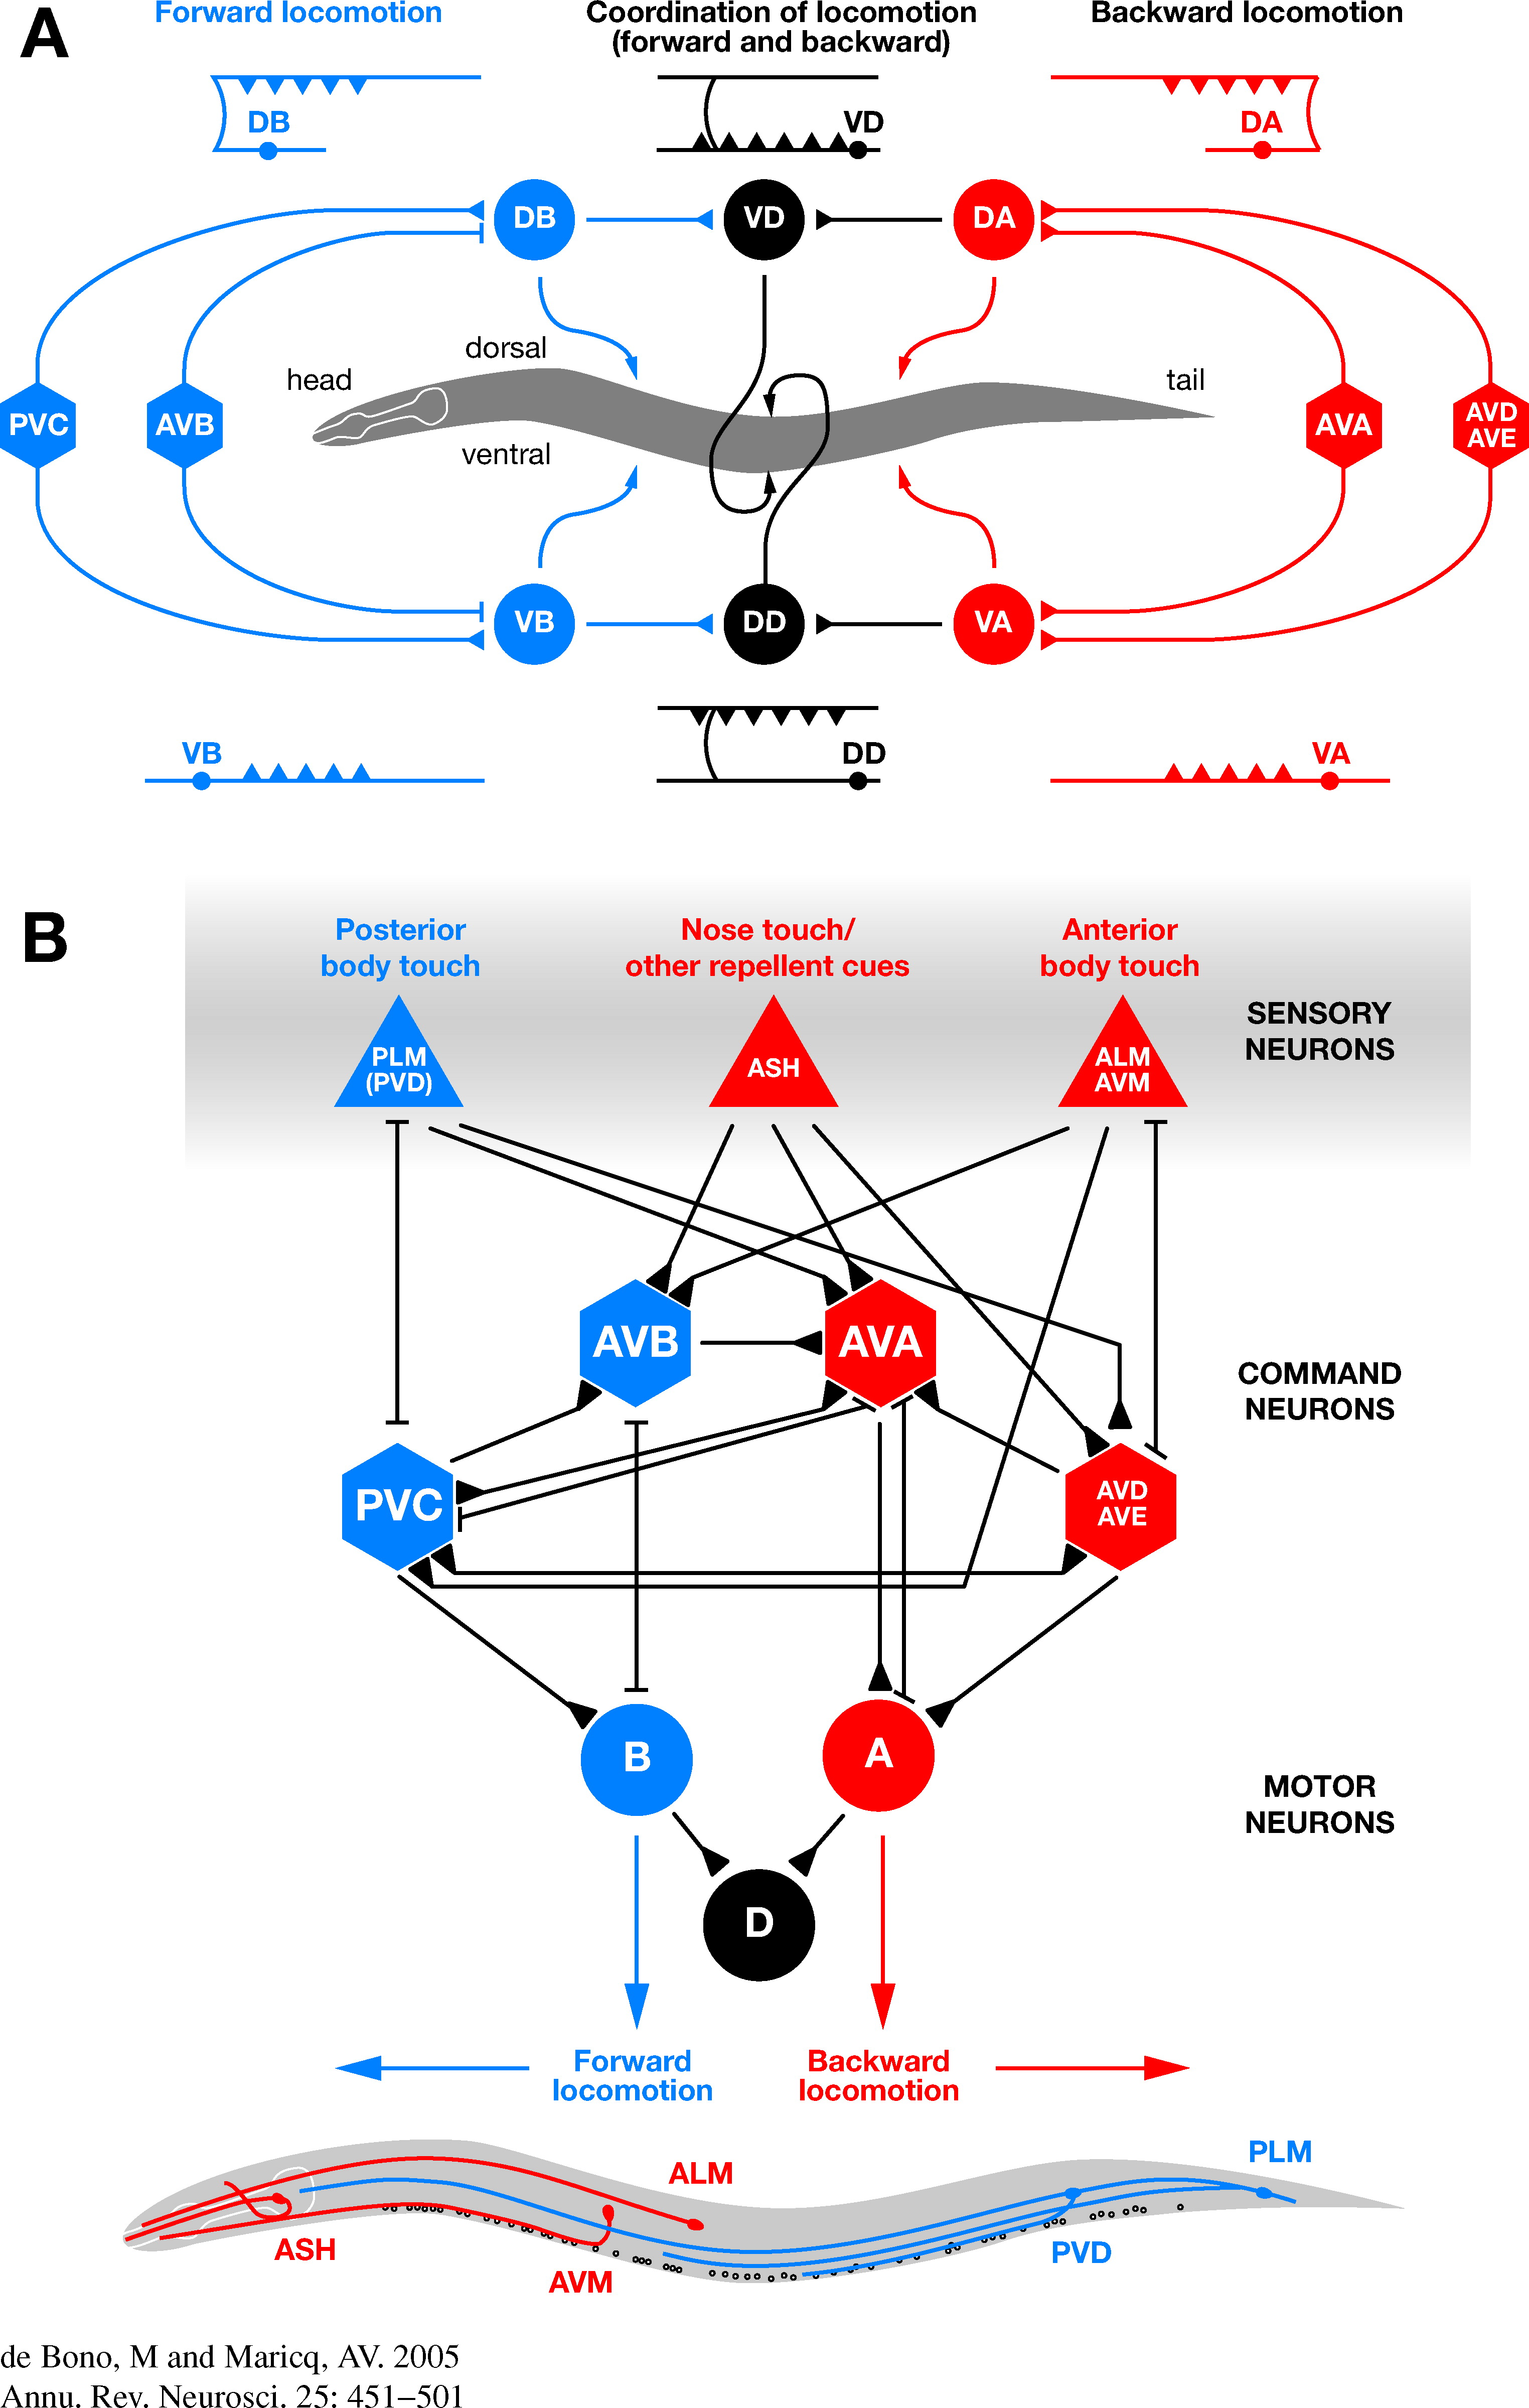 A
Forward locomotion
Coordination of locomotion
(forward and backward)
Backward locomotion
DB
VD
DA
DB
VD
DA
dorsal
head
tail
PVC
AVB
AVA
AVD
AVE
ventral
VB
DD
VA
VB
DD
VA
B
Posterior
body touch
Nose touch/
other repellent cues
Anterior
body touch
SENSORY
NEURONS
PLM
(PVD)
ASH
ALM
AVM
AVB
AVA
COMMAND
NEURONS
PVC
AVD
AVE
B
A
MOTOR
NEURONS
D
Forward
locomotion
Backward
locomotion
PLM
ALM
ASH
PVD
AVM
de Bono, M and Maricq, AV. 2005
Annu. Rev. Neurosci. 25: 451–501